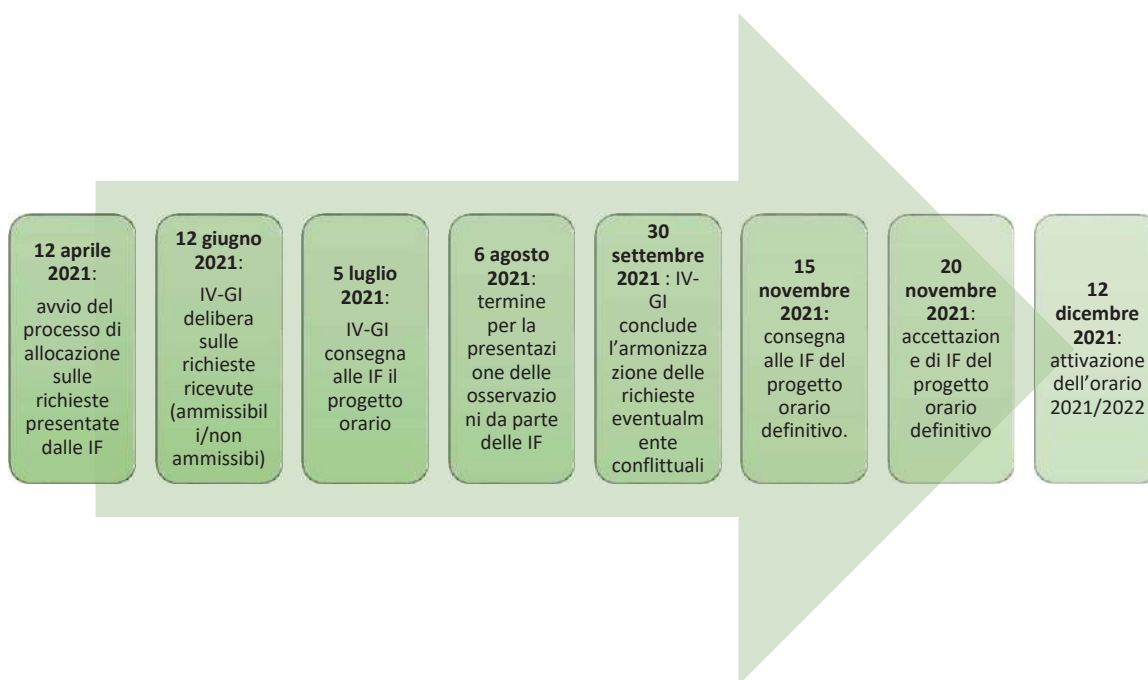 12 aprile
2021:
avvio del
processo di
allocazione
sulle
richieste
presentate
dalle IF
12 giugno
2021:
IV-GI
delibera
sulle
richieste
ricevute
(ammissibil
i/non
ammissibi)
5 luglio
2021:
IV-GI
consegna
alle IF il
progetto
orario
6 agosto
2021:
termine
per la
presentazi
one delle
osservazio
ni da parte
delle IF
30
settembre
2021 : IV-
GI
conclude
l’armonizza
zione delle
richieste
eventualm
ente
conflittuali
15
novembre
2021:
consegna
alle IF del
progetto
orario
definitivo.
20
novembre
2021:
accettazion
e di IF del
progetto
orario
definitivo
12
dicembre
2021:
attivazione
dell’orario
2021/2022